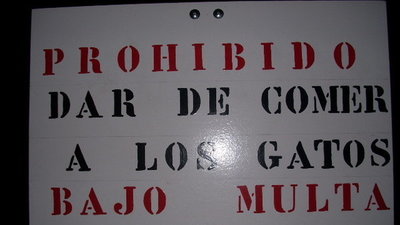 PROHIBIDO
DAR DE COMER
A LOS GATOS
BAJO MULTA